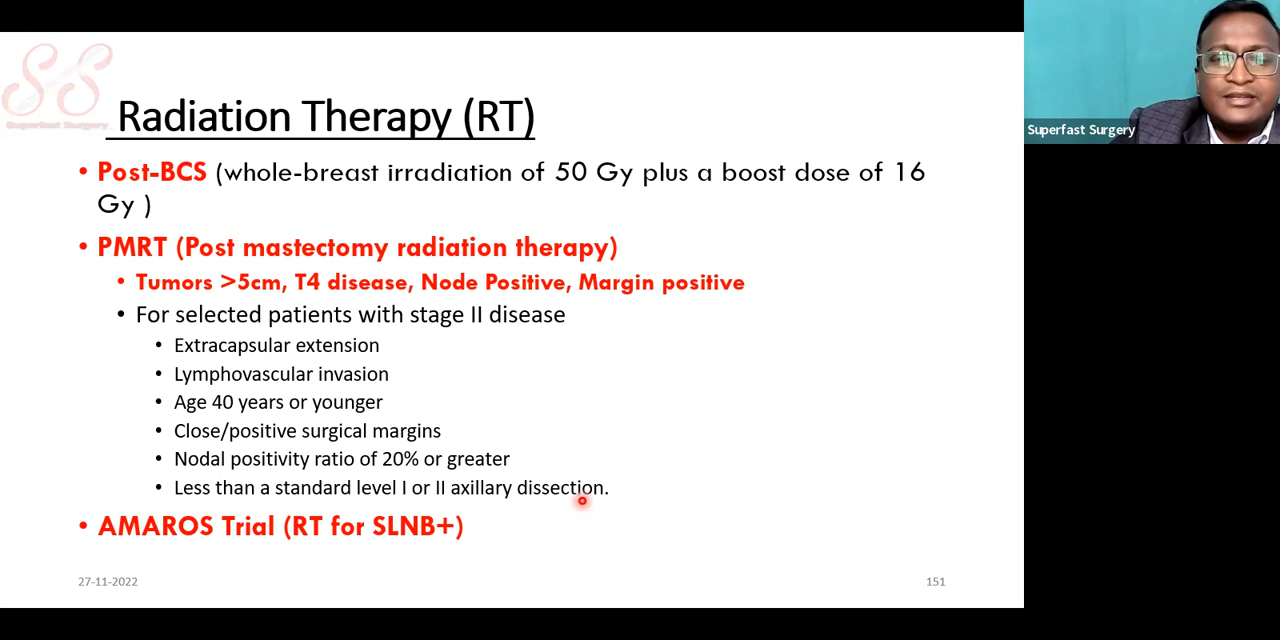 Superfast Surgery
Radiation Therapy (RT)
• Post-BCS (whole-breast irradiation of 50 Gy plus a boost dose of 16
Gy )
• PMRT (Post mastectomy radiation therapy)
• Tumors >5cm, T4 disease, Node Positive, Margin positive
• For selected patients with stage II disease
• Extracapsular extension
• Lymphovascular invasion
• Age 40 years or younger
• Close/positive surgical margins
• Nodal positivity ratio of 20% or greater
• Less than a standard level I or II axillary dissection.
• AMAROS Trial (RT for SLNB+)
27-11-2022
151
Superfast Surgery